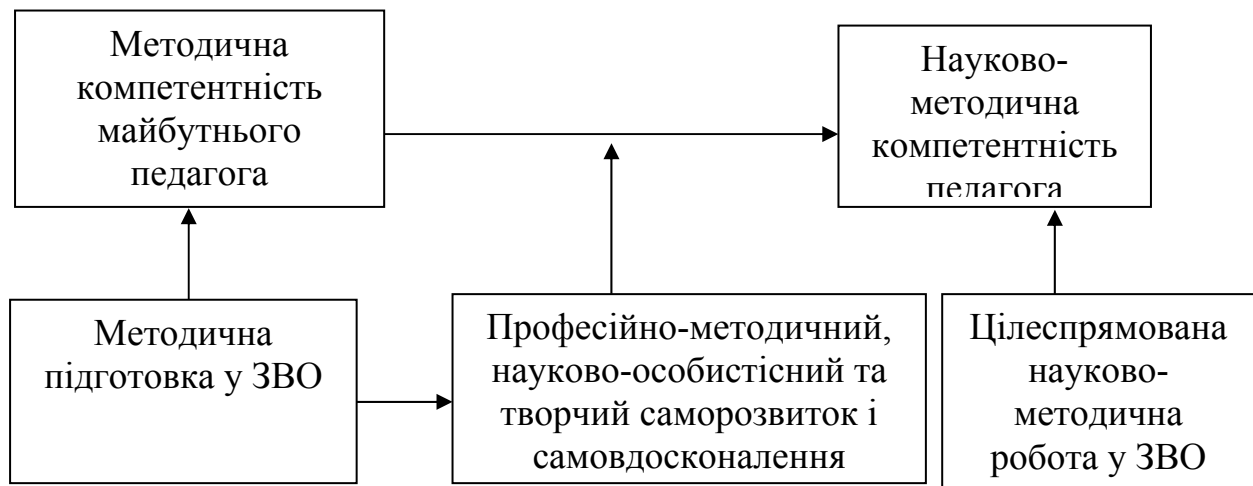 Методична
компетентність
майбутнього
педагога
Науково-
методична
компетентність
педагога
Методична
підготовка у ЗВО
Професійно-методичний,
науково-особистісний та
творчий саморозвиток і
самовдосконалення
Цілеспрямована
науково-
методична
робота у ЗВО